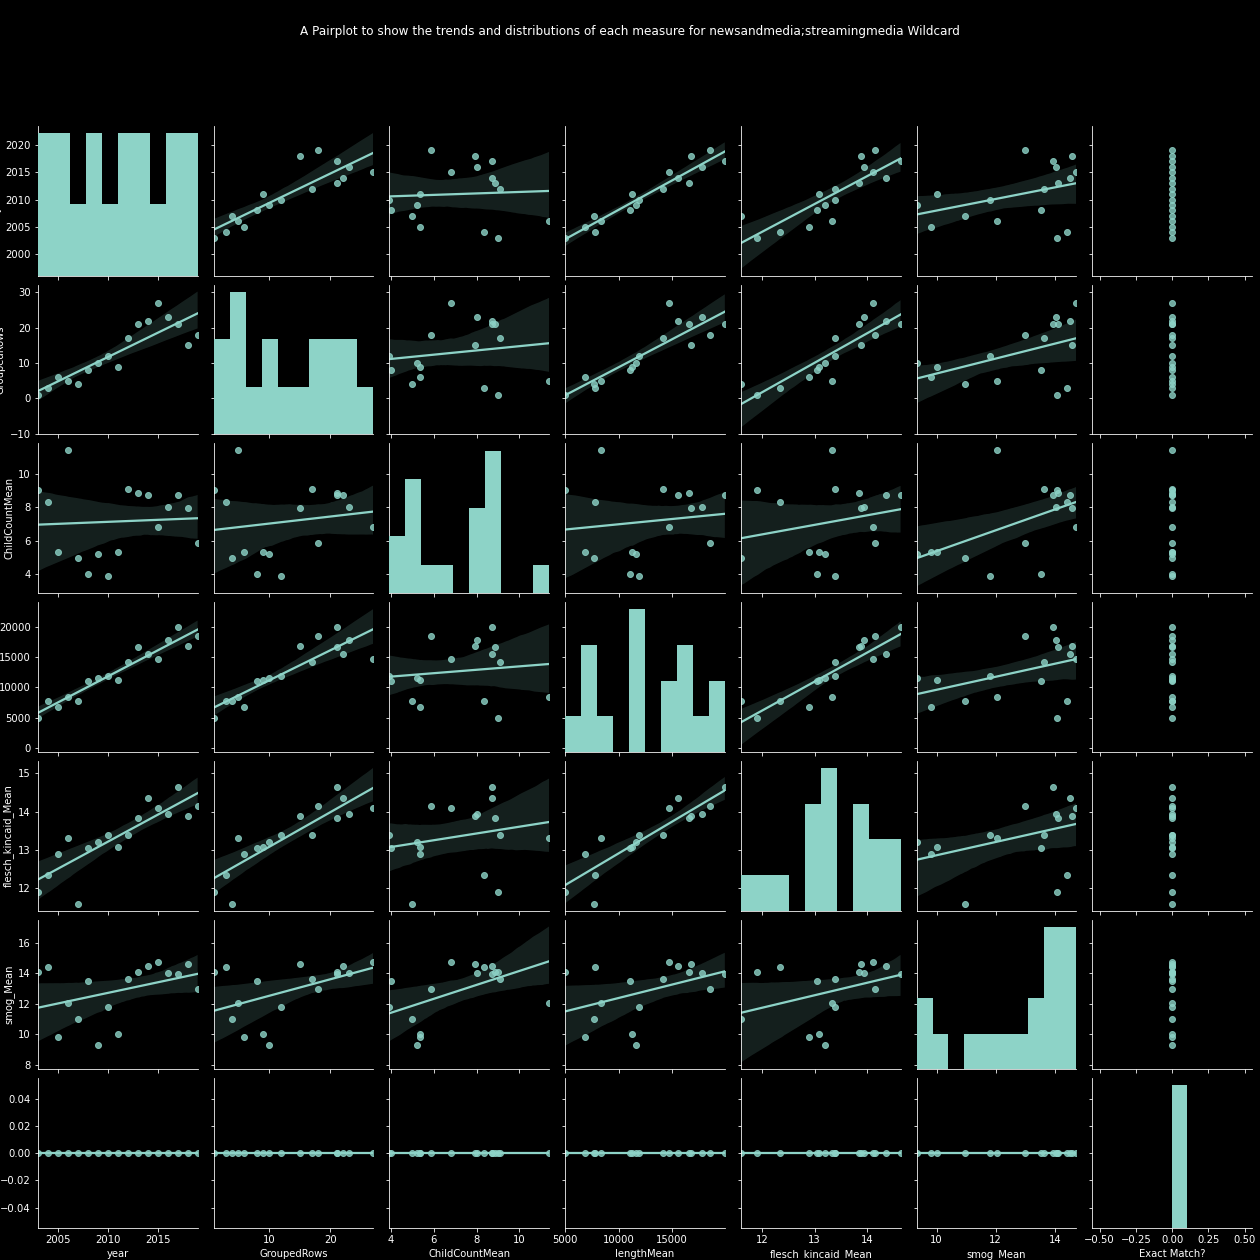 A Pairplot to show the trends and distributions of each measure for newsandmedia;streamingmedia Wildcard
2020
2015
2010
2005
2000
30
20
10
0
−10
GroupedRows
10
8
6
4
ChildCountMean
20000
15000
10000
5000
0
15
14
13
12
flesch_kincaid_Mean
16
14
12
10
8
smog_Mean
0.04
0.02
0.00
−0.02
−0.04
2005 2010 2015
year
10 20
GroupedRows
4 6 8 10
ChildCountMean
5000 10000 15000
lengthMean
12 13 14
flesch_kincaid_Mean
10 12 14
smog_Mean
−0.50 −0.25 0.00 0.25 0.50
Exact Match?